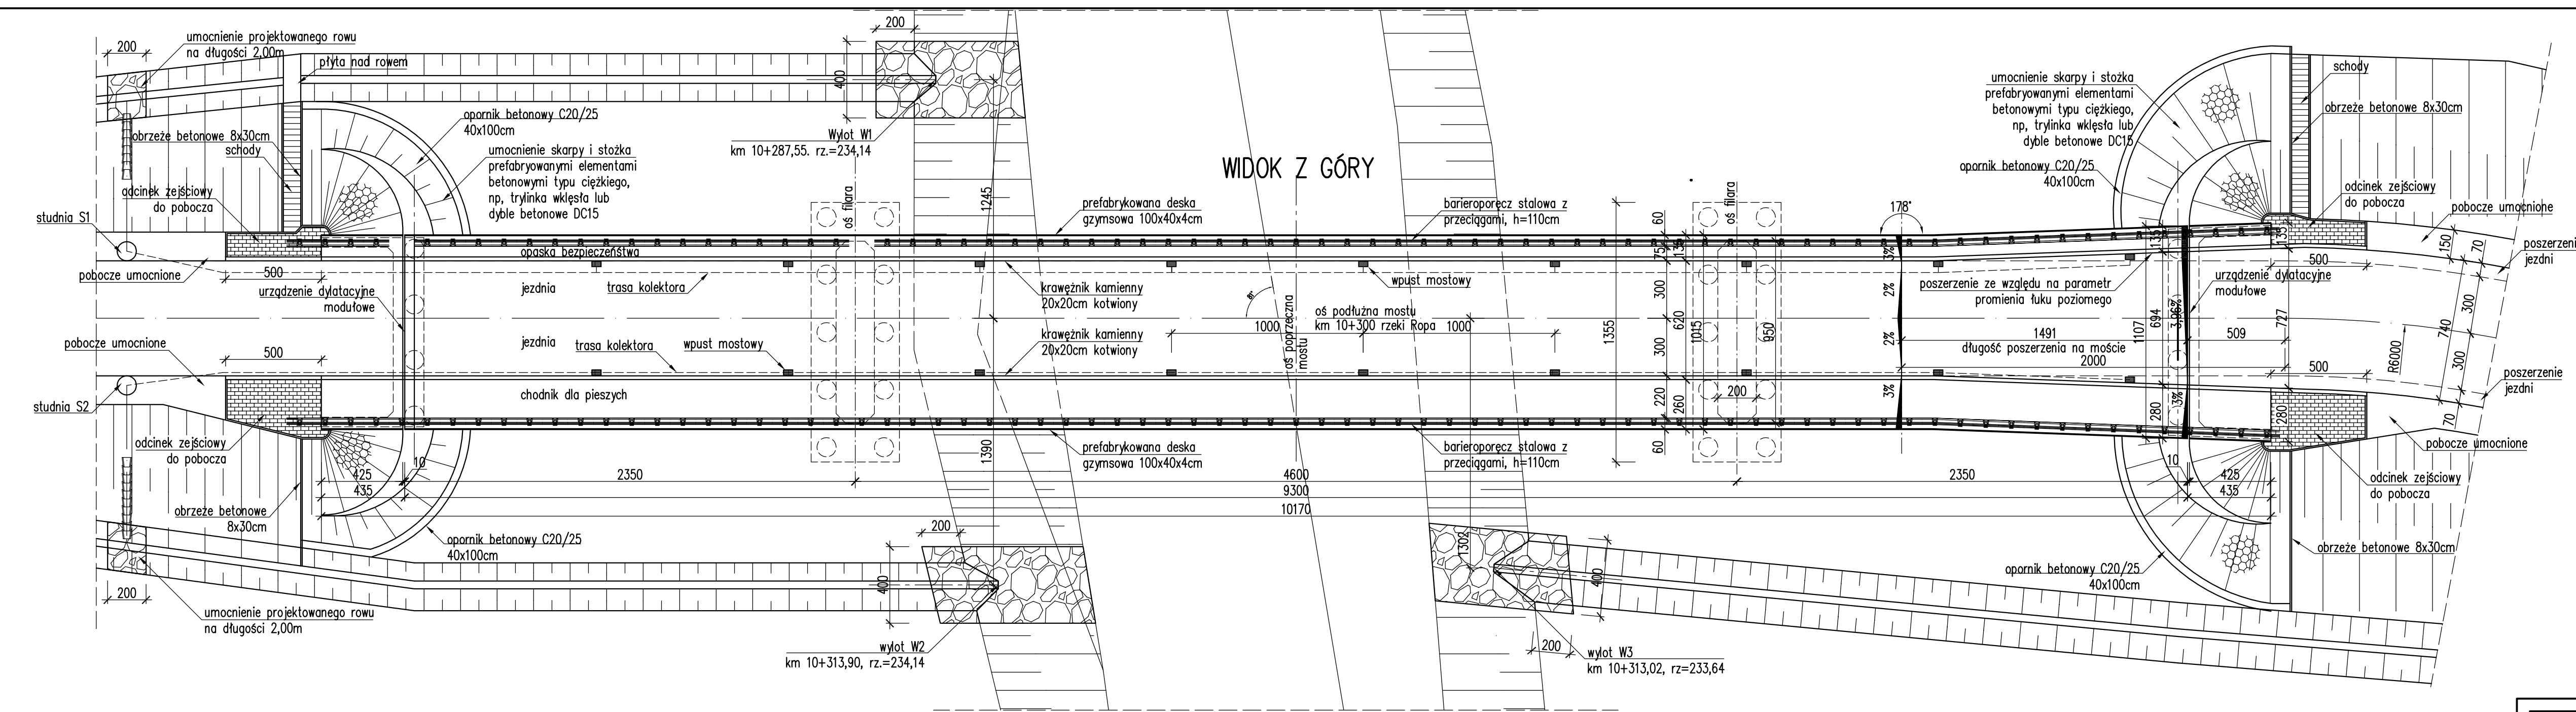 WIDOK Z GÓRY
200
umocnienie projektowanego rowu
na długości 2,00m
płyta nad rowem
opornik betonowy C20/25
40x100cm
obrzeże betonowe 8x30cm
schody
umocnienie skarpy i stożka
prefabrykowanymi elementami
betonowymi typu ciężkiego,
np, trylinka wklęsła lub
dyble betonowe DC15
odcinek zejściowy
do pobocza
studnia S1
pobocze umocnione
500
urządzenie dylatacyjne
modułowe
opaska bezpieczeństwa
jezdnia
trasa kolektora
200
400
Wylot W1
km 10+287,55. rz.=234,14
oś filara
1245
prefabrykowana deska
gzymsowa 100x40x4cm
barieroporęcz stalowa z
przeciągami, h=110cm
krawężnik kamienny
20x20cm kotwiony
wpust mostowy
oś podłużna mostu
km 10+300 rzeki Ropa
1000
1000
oś poprzeczna
mostu
krawężnik kamienny
20x20cm kotwiony
pobocze umocnione
500
jezdnia
trasa kolektora
wpust mostowy
chodnik dla pieszych
studnia S2
odcinek zejściowy
do pobocza
425
10
435
2350
4600
2350
9300
10170
1390
prefabrykowana deska
gzymsowa 100x40x4cm
barieroporęcz stalowa z
przeciągami, h=110cm
obrzeże betonowe
8x30cm
opornik betonowy C20/25
40x100cm
200
umocnienie projektowanego rowu
na długości 2,00m
200
400
wylot W2
km 10+313,90, rz.=234,14
1302
400
200
wylot W3
km 10+313,02, rz=233,64
oś filara
60
75
135
300
620
300
220
260
60
1355
1015
950
200
178°
3%
2%
2%
3%
poszerzenie ze względu na parametr
promienia łuku poziomego
1491
długość poszerzenia na moście
2000
1107
694
135
3,96%
3%
280
509
727
135
280
urządzenie dylatacyjne
modułowe
umocnienie skarpy i stożka
prefabrykowanymi elementami
betonowymi typu ciężkiego,
np, trylinka wklęsła lub
dyble betonowe DC15
opornik betonowy C20/25
40x100cm
schody
obrzeże betonowe 8x30cm
odcinek zejściowy
do pobocza
pobocze umocnione
poszerzenie
jezdni
500
150
70
300
740
300
70
R6000
500
poszerzenie
jezdni
pobocze umocnione
10
425
435
odcinek zejściowy
do pobocza
obrzeże betonowe 8x30cm
opornik betonowy C20/25
40x100cm